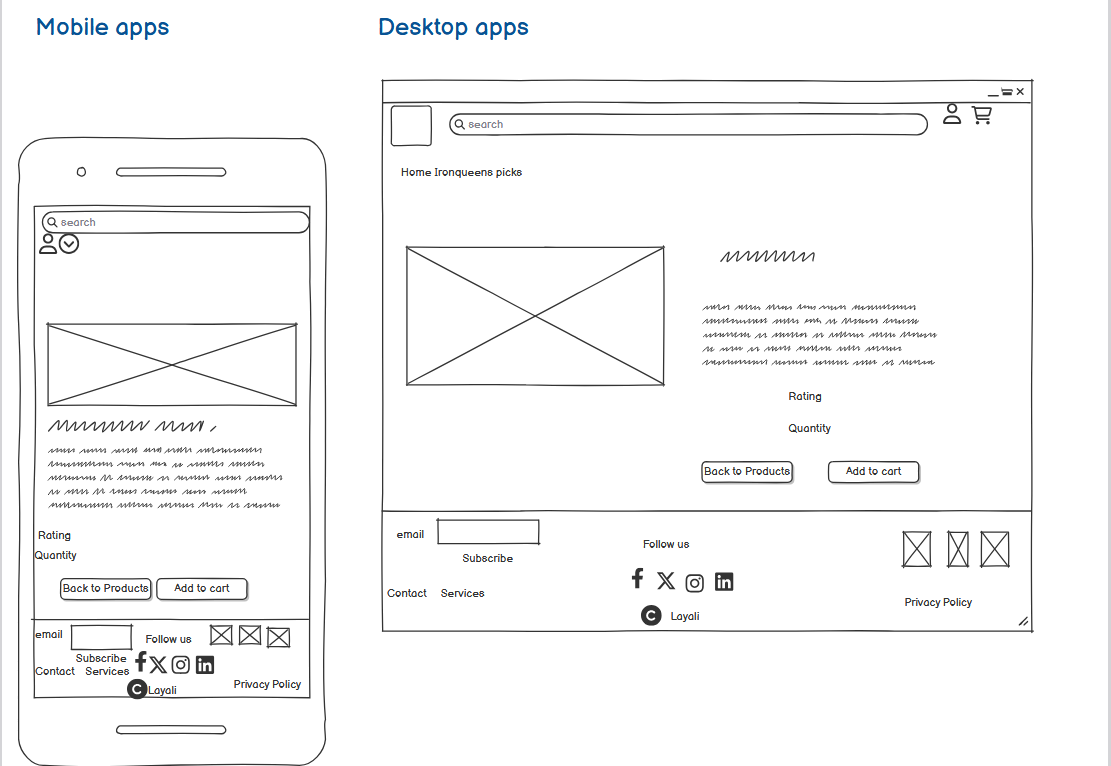 Mobile apps
Desktop apps
search
Rating
Quantity
Back to Products
Add to cart
email
Follow us
Subscribe
Contact Services
Layali
Privacy Policy
search
Home Ironqueens picks
Rating
Quantity
Back to Products
Add to cart
email
Subscribe
Follow us
Contact Services
Layali
Privacy Policy